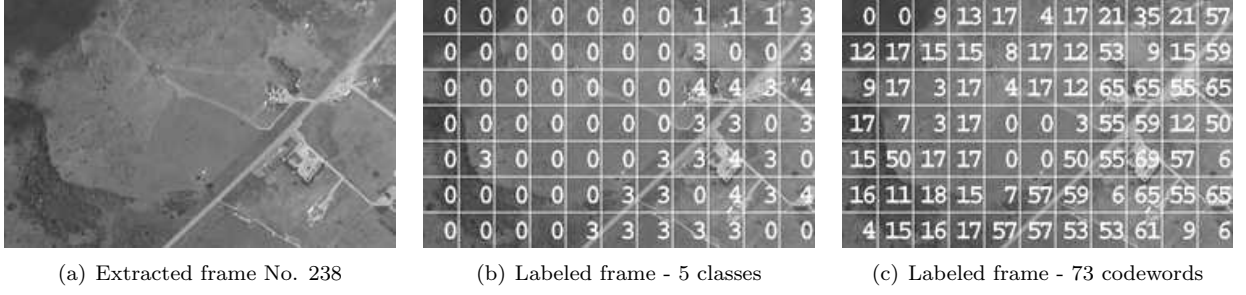 0 0 0 0 0 0 0 1 1 1 3
0 0 0 0 0 0 0 3 0 0 3
0 0 0 0 0 0 0 4 4 3 4
0 0 0 0 0 0 0 3 3 0 3
0 3 0 0 0 0 3 3 4 3 0
0 0 0 0 0 3 3 0 4 3 4
0 0 0 0 3 3 3 3 3 0 0
0 0 9 13 17 4 17 21 35 21 57
12 17 15 15 8 17 12 53 9 15 59
9 17 3 17 4 17 12 65 65 55 65
17 7 3 17 0 0 3 55 59 12 50
15 50 17 17 0 0 50 55 69 57 6
16 11 18 15 7 57 59 6 65 55 65
4 15 16 17 57 57 53 53 61 9 6
(a) Extracted frame No. 238
(b) Labeled frame - 5 classes
(c) Labeled frame - 73 codewords